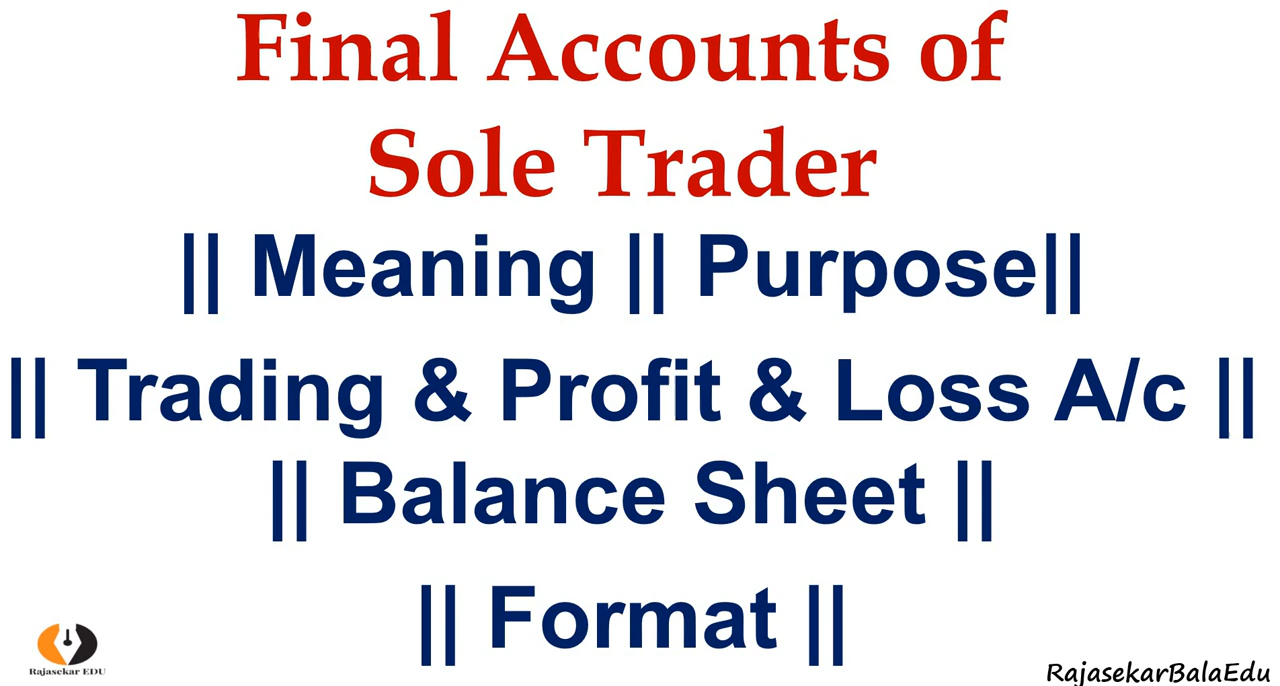 Final Accounts of
Sole Trader
|| Meaning || Purpose||
|| Trading & Profit & Loss A/c ||
|| Balance Sheet ||
|| Format ||
Rajasekar EDU
RajasekarBalaEdu